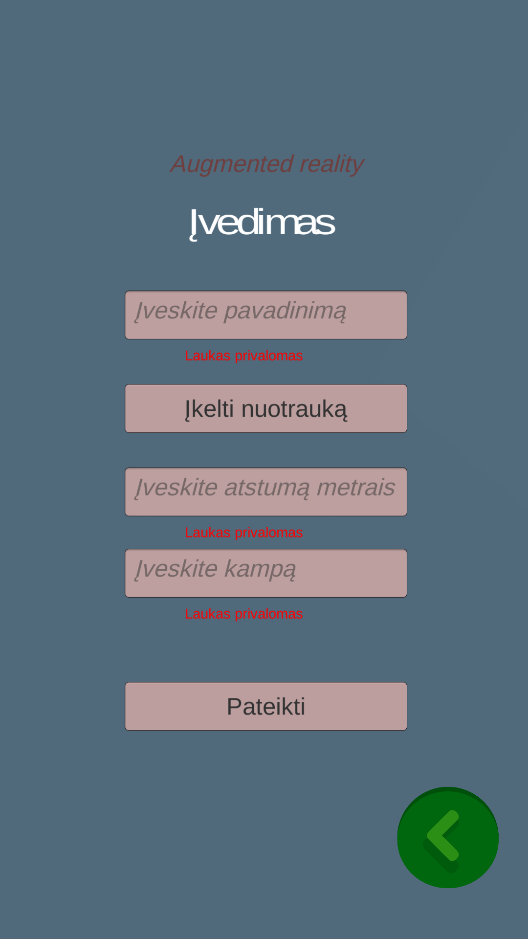 Augmented reality
Įvedimas
Įveskite pavadinimą
Laukas privalomas
Įkelti nuotrauką
Įveskite atstumą metrais
Laukas privalomas
Įveskite kampą
Laukas privalomas
Pateikti